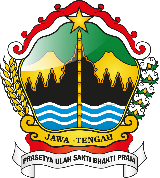 JAWA - TENGAH
PRASETYA ULAH SAKTI BHAKTI PRAJA